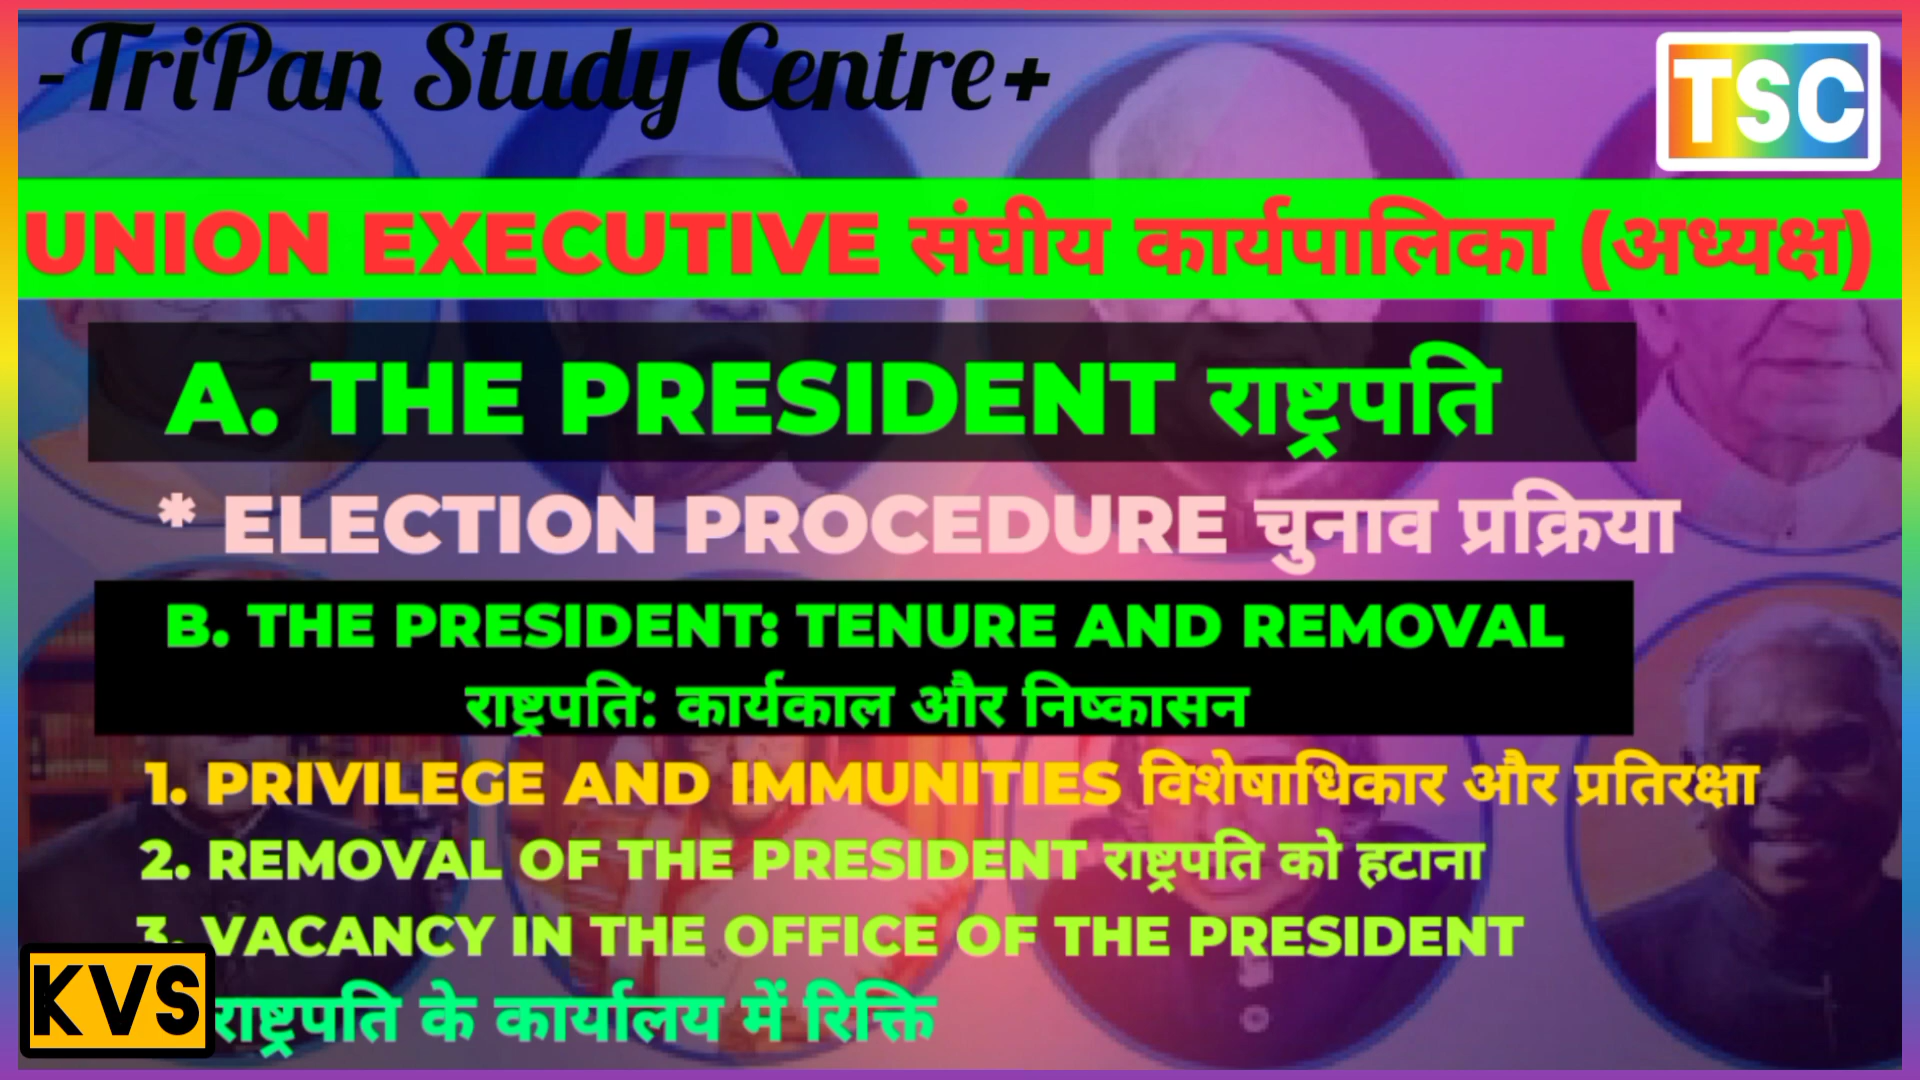 -TriPan Study Centre+
TSC
UNION EXECUTIVE संघीय कार्यपालिका (अध्यक्ष)
A. THE PRESIDENT राष्ट्रपति
* ELECTION PROCEDURE चुनाव प्रक्रिया
B. THE PRESIDENT: TENURE AND REMOVAL
राष्ट्रपति: कार्यकाल और निष्कासन
1. PRIVILEGE AND IMMUNITIES विशेषाधिकार और प्रतिरक्षा
2. REMOVAL OF THE PRESIDENT राष्ट्रपति को हटाना
3. VACANCY IN THE OFFICE OF THE PRESIDENT
KVS
राष्ट्रपति के कार्यालय में रिक्ति